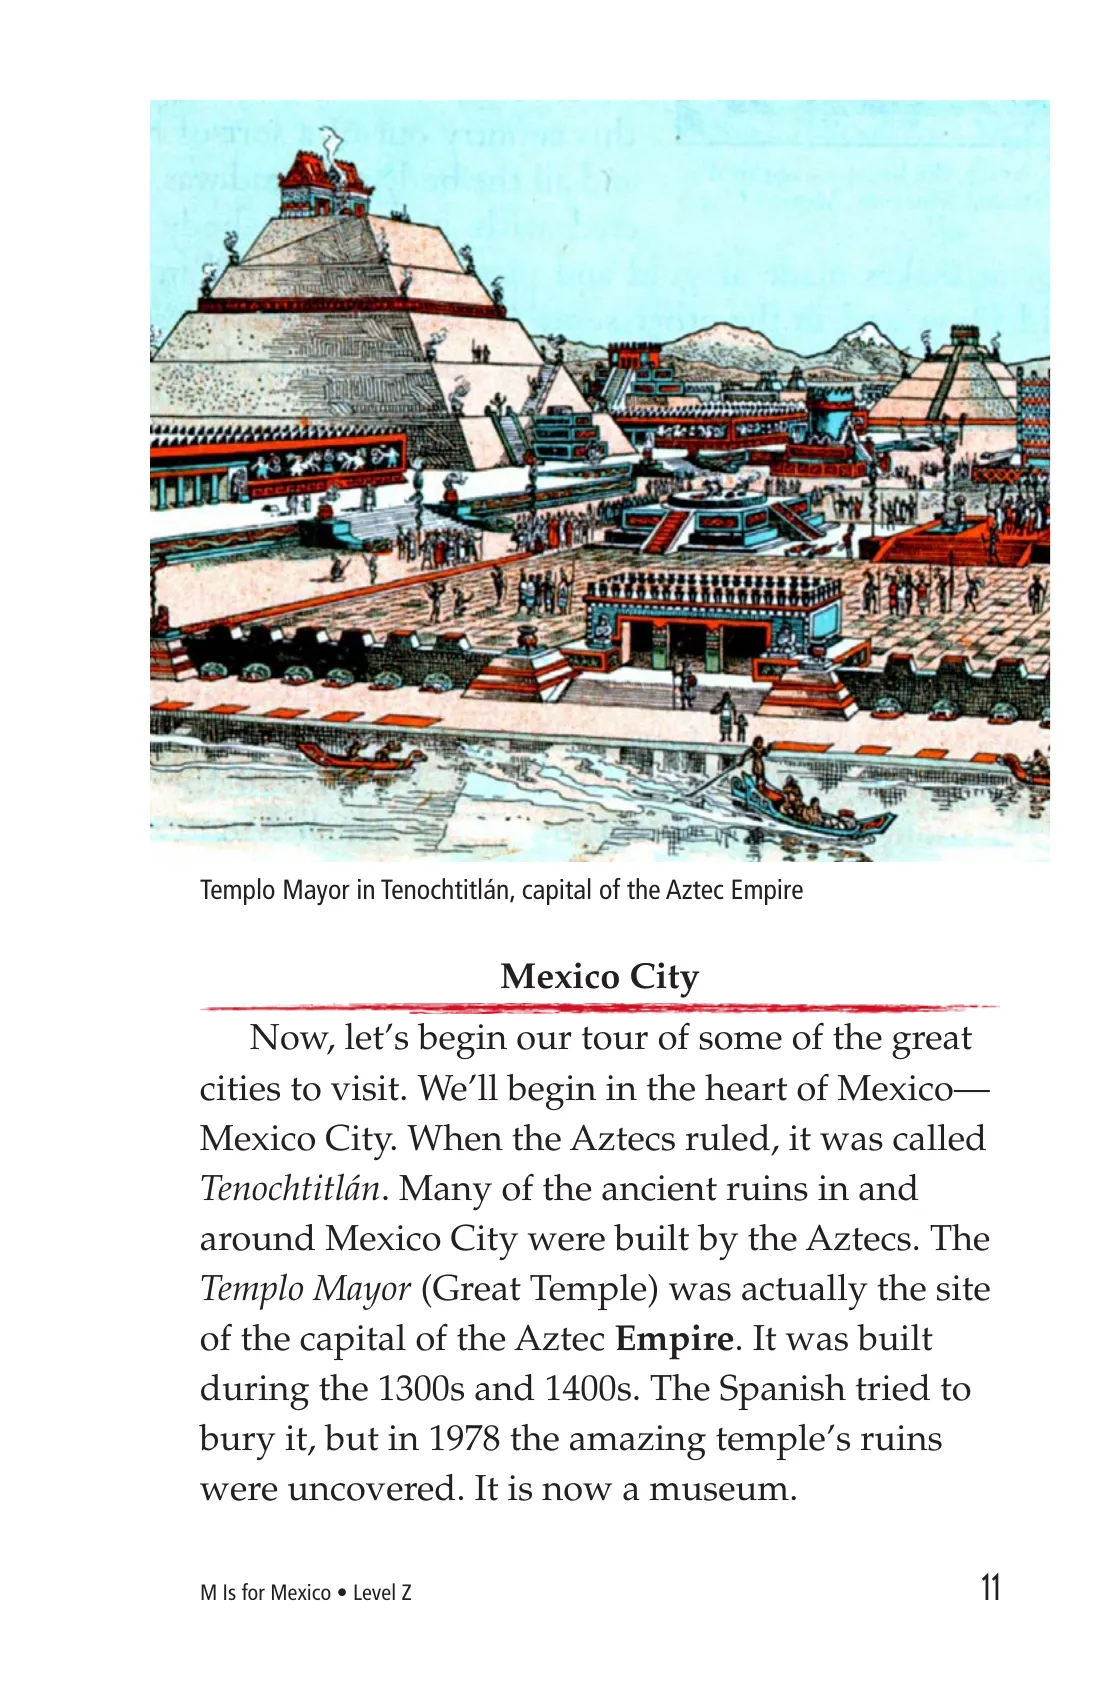 Templo Mayor in Tenochtitlán, capital of the Aztec Empire
Mexico City
Now, let’s begin our tour of some of the great
cities to visit. We’ll begin in the heart of Mexico—
Mexico City. When the Aztecs ruled, it was called
Tenochtitlán. Many of the ancient ruins in and
around Mexico City were built by the Aztecs. The
Templo Mayor (Great Temple) was actually the site
of the capital of the Aztec Empire. It was built
during the 1300s and 1400s. The Spanish tried to
bury it, but in 1978 the amazing temple’s ruins
were uncovered. It is now a museum.
M Is for Mexico • Level Z
11